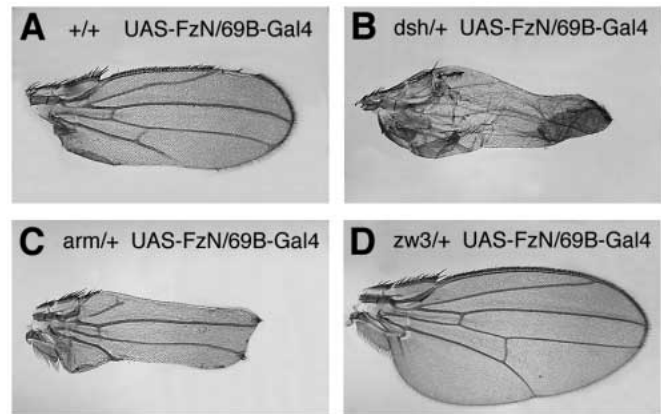 A +/+ UAS-FzN/69B-Gal4
B dsh/+ UAS-FzN/69B-Gal4
C arm/+ UAS-FzN/69B-Gal4
D zw3/+ UAS-FzN/69B-Gal4